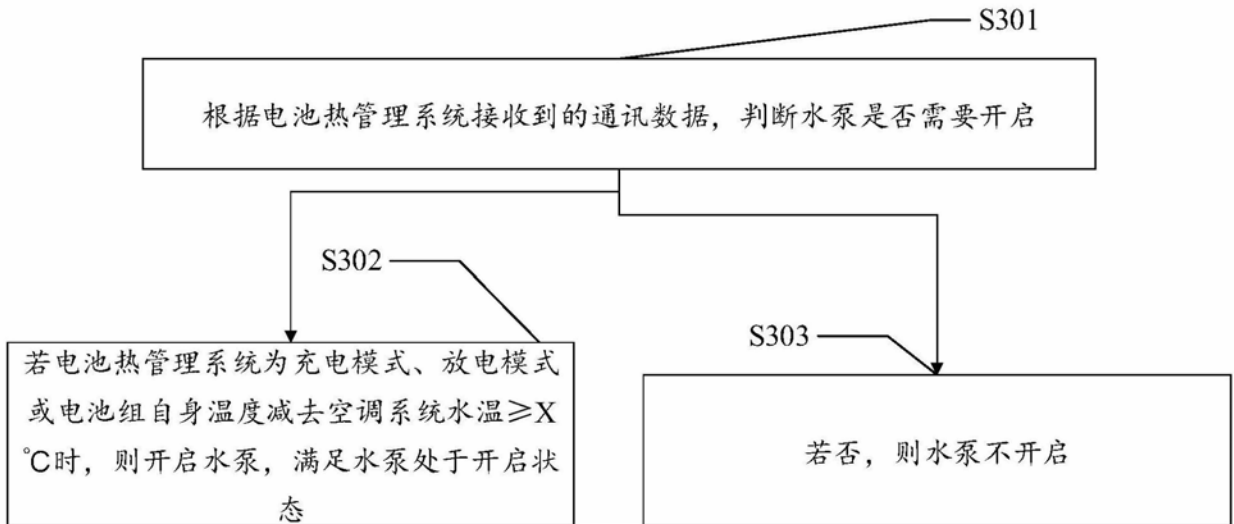 S301
根据电池热管理系统接收到的通讯数据，判断水泵是否需要开启
S302
若电池热管理系统为充电模式、放电模式
或电池组自身温度减去空调系统水温≥X
℃时，则开启水泵，满足水泵处于开启状
态
S303
若否，则水泵不开启